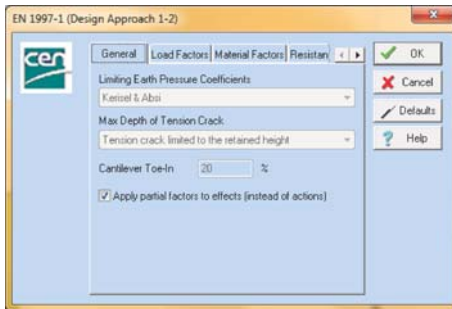 EN 1997-1 (Design Approach 1-2)
cen
General Load Factors Material Factors Resistan
Limiting Earth Pressure Coefficients
Kerisel & Absi
Max Depth of Tension Crack
Tension crack limited to the retained height
Cantilever Toe-In 20 %
Apply partial factors to effects (instead of actions)
OK
Cancel
Defaults
Help